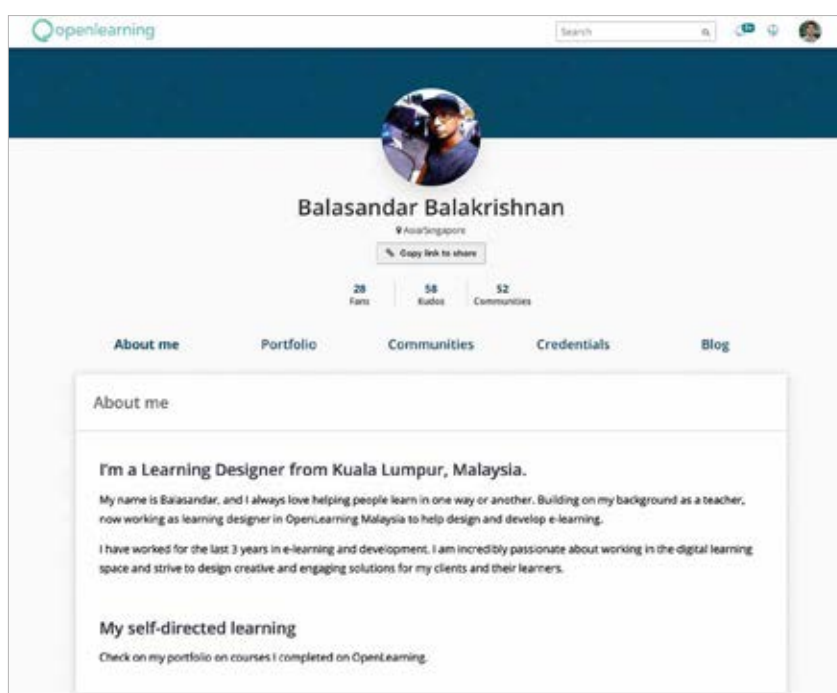 openlearning
Search
Balasandar Balakrishnan
Asia/Singapore
Copy link to share
28 58 52
Fans Kudos Communities
About me Portfolio Communities Credentials Blog
About me
I'm a Learning Designer from Kuala Lumpur, Malaysia.
My name is Balasandar, and I always love helping people learn in one way or another. Building on my background as a teacher,
now working as learning designer in OpenLearning Malaysia to help design and develop e-learning.
I have worked for the last 3 years in e-learning and development. I am incredibly passionate about working in the digital learning
space and strive to design creative and engaging solutions for my clients and their learners.
My self-directed learning
Check on my portfolio on courses I completed on OpenLearning.